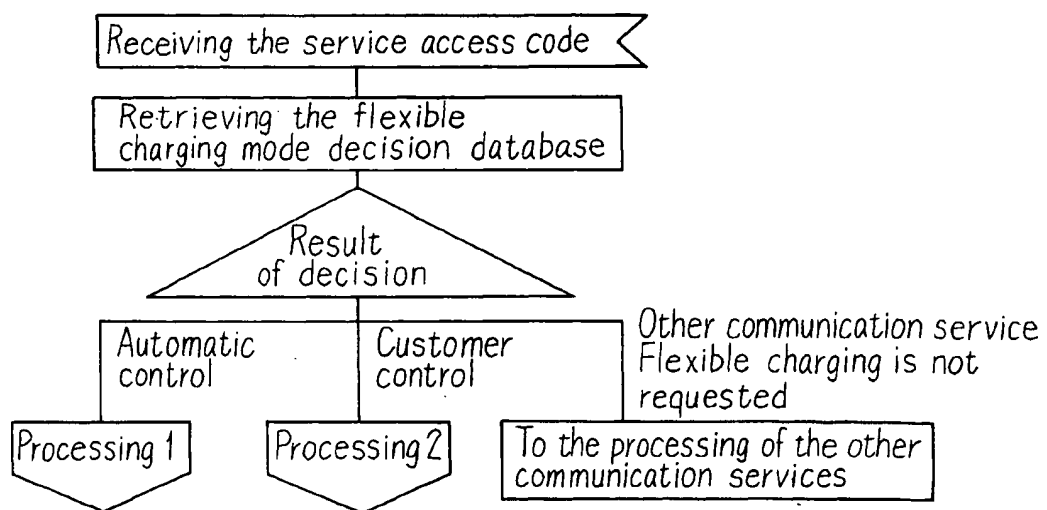 Receiving the service access code
Retrieving the flexible
charging mode decision database
Result
of decision
Automatic
control
Customer
control
Other communication service
Flexible charging is not
requested
Processing 1
Processing 2
To the processing of the other
communication services